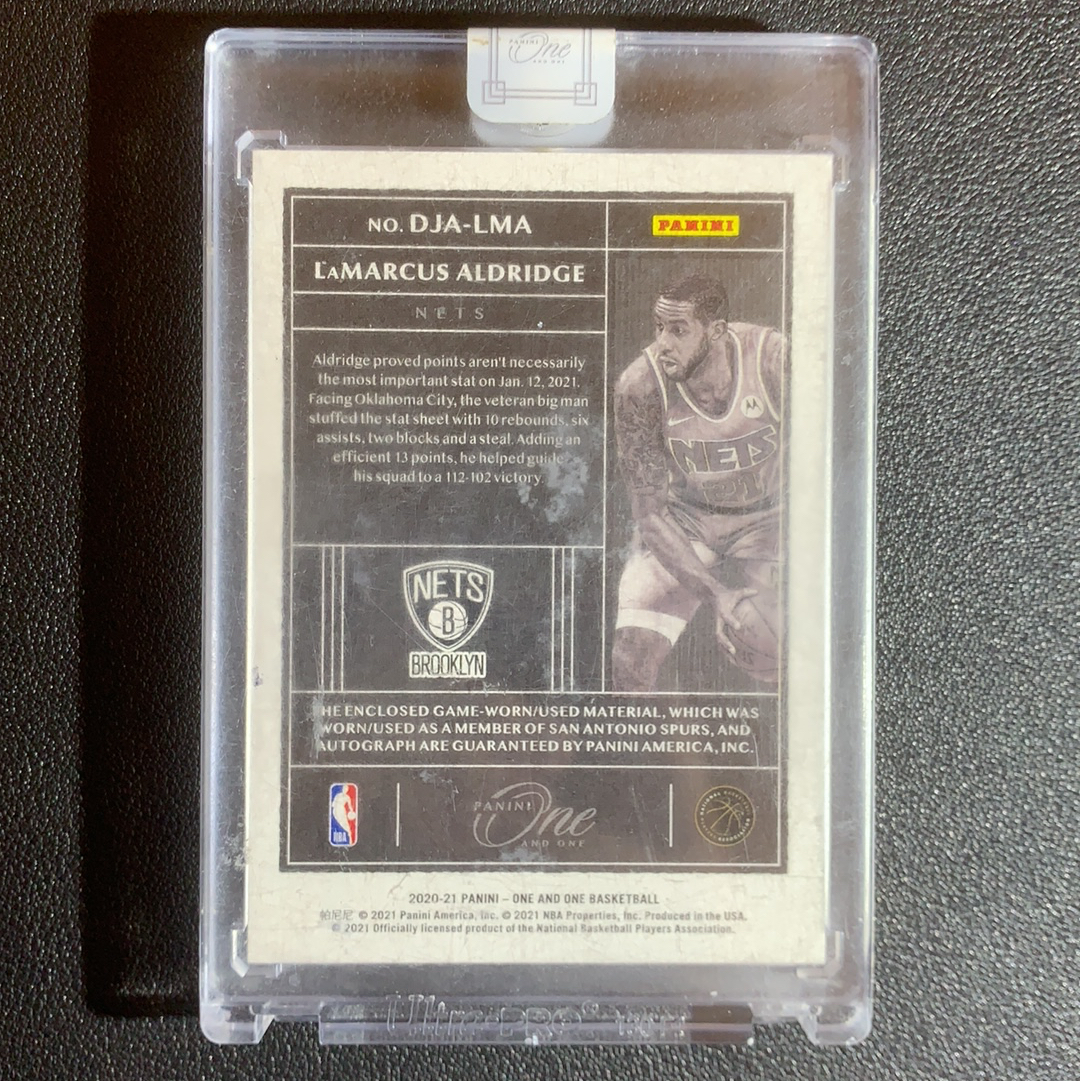 PANINI One
AND ONE
NO. DJA-LMA
PANINI
LaMARCUS ALDRIDGE
NETS
Aldridge proved points aren't necessarily
the most important stat on Jan. 12, 2021.
Facing Oklahoma City, the veteran big man
stuffed the stat sheet with 10 rebounds, six
assists, two blocks and a steal. Adding an
efficient 13 points, he helped guide
his squad to a 112-102 victory.
NETS
21
NETS
B
BROOKLYN
THE ENCLOSED GAME-WORN/USED MATERIAL, WHICH WAS
WORN/USED AS A MEMBER OF SAN ANTONIO SPURS, AND
AUTOGRAPH ARE GUARANTEED BY PANINI AMERICA, INC.
NBA
PANINI One
AND ONE
2020-21 PANINI – ONE AND ONE BASKETBALL
帕尼尼 © 2021 Panini America, Inc. © 2021 NBA Properties, Inc. Produced in the USA.
© 2021 Officially licensed product of the National Basketball Players Association.
Ultra·PRO